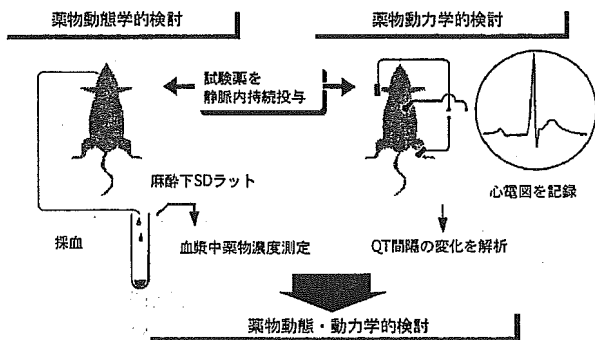 薬物動態学的検討
薬物動力学的検討
試験薬を
静脈内持続投与
麻酔下SDラット
心電図を記録
採血
血漿中薬物濃度測定
QT間隔の変化を解析
薬物動態・動力学的検討